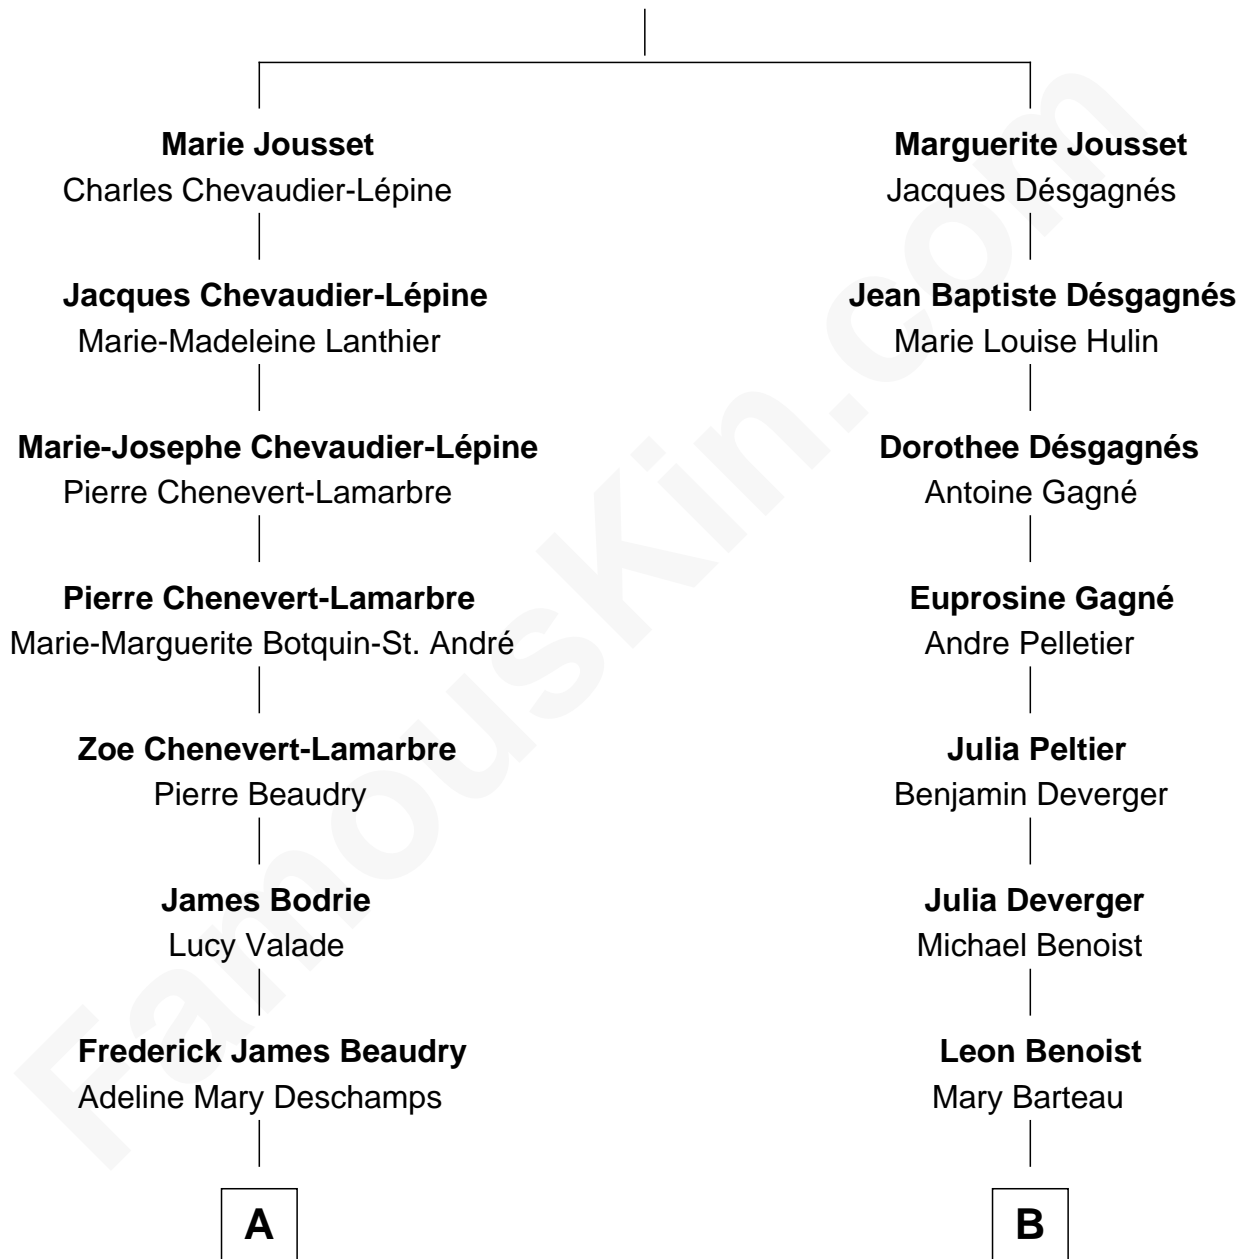 Marie Jousset
Charles Chevaudier-Lépine
Jacques Chevaudier-Lépine
Marie-Madeleine Lanthier
Marie-Josephe Chevaudier-Lépine
Pierre Chenevert-Lamarbre
Pierre Chenevert-Lamarbre
Marie-Marguerite Botquin-St. André
Zoe Chenevert-Lamarbre
Pierre Beaudry
James Bodrie
Lucy Valade
Frederick James Beaudry
Adeline Mary Deschamps
A
Marguerite Jousset
Jacques Désgagnés
Jean Baptiste Désgagnés
Marie Louise Hulin
Dorothee Désgagnés
Antoine Gagné
Euprosine Gagné
Andre Pelletier
Julia Peltier
Benjamin Deverger
Julia Deverger
Michael Benoist
Leon Benoist
Mary Barteau
B
FamousKin.com